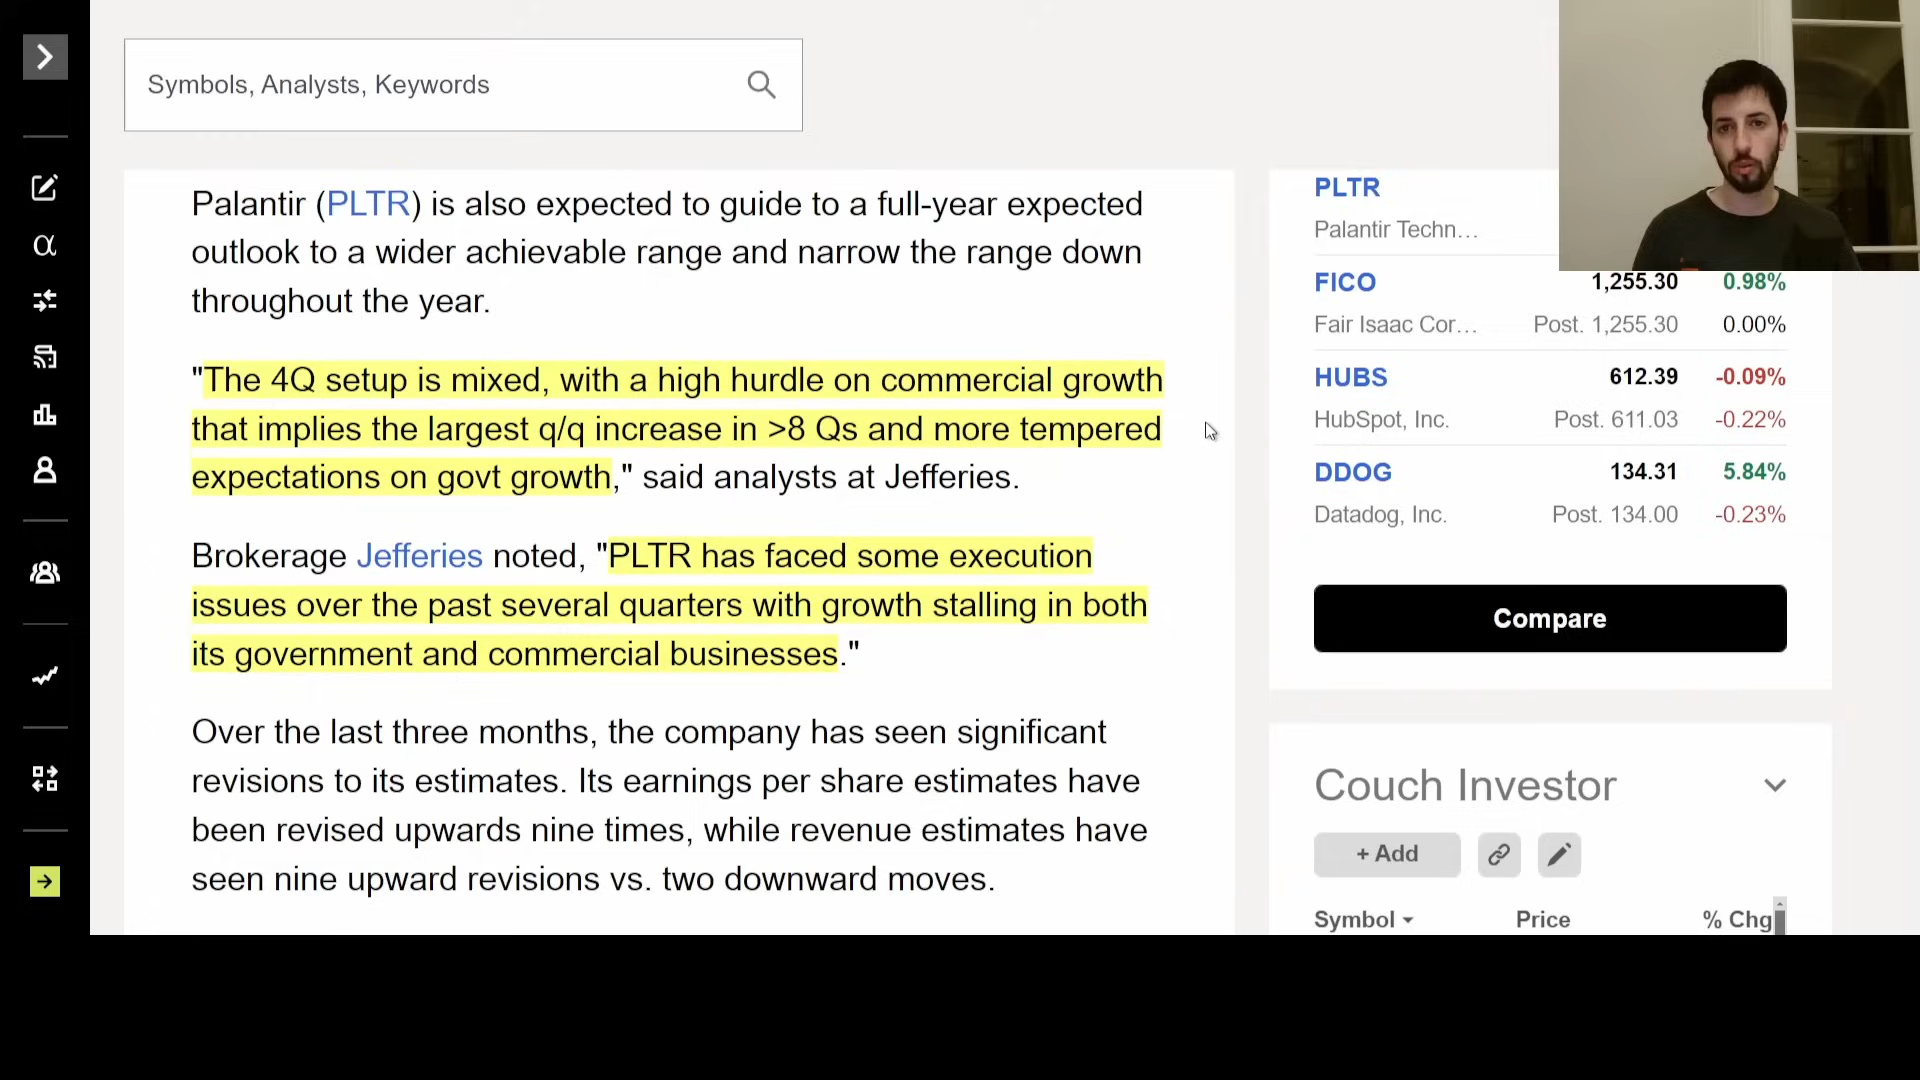 Symbols, Analysts, Keywords
Palantir (PLTR) is also expected to guide to a full-year expected
outlook to a wider achievable range and narrow the range down
throughout the year.
"The 4Q setup is mixed, with a high hurdle on commercial growth
that implies the largest q/q increase in >8 Qs and more tempered
expectations on govt growth," said analysts at Jefferies.
Brokerage Jefferies noted, "PLTR has faced some execution
issues over the past several quarters with growth stalling in both
its government and commercial businesses."
Over the last three months, the company has seen significant
revisions to its estimates. Its earnings per share estimates have
been revised upwards nine times, while revenue estimates have
seen nine upward revisions vs. two downward moves.
PLTR
Palantir Techn...
FICO 1,255.30 0.98%
Fair Isaac Cor... Post. 1,255.30 0.00%
HUBS 612.39 -0.09%
HubSpot, Inc. Post. 611.03 -0.22%
DDOG 134.31 5.84%
Datadog, Inc. Post. 134.00 -0.23%
Compare
Couch Investor
+ Add
Symbol Price % Chg